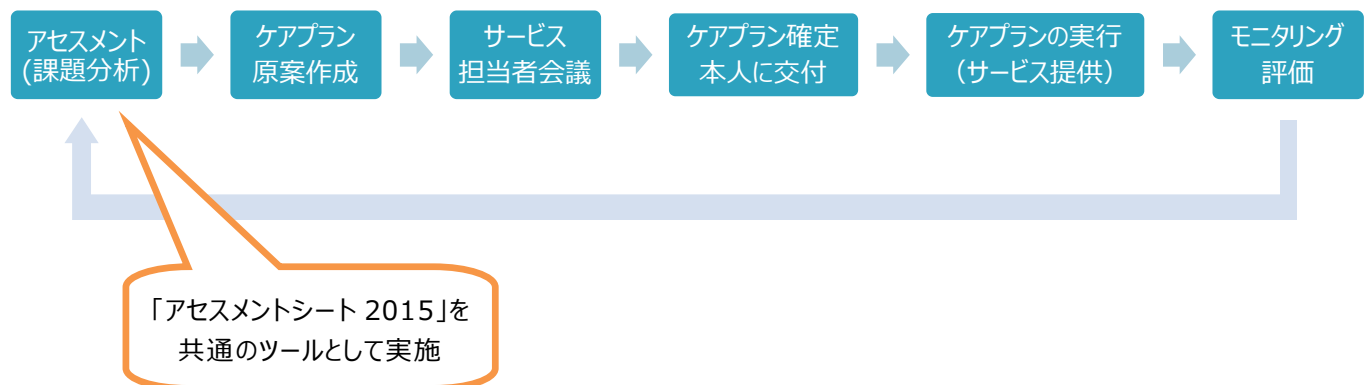 アセスメント
(課題分析)
ケアプラン
原案作成
サービス
担当者会議
ケアプラン確定
本人に交付
ケアプランの実行
（サービス提供）
モニタリング
評価
「アセスメントシート 2015」を
共通のツールとして実施